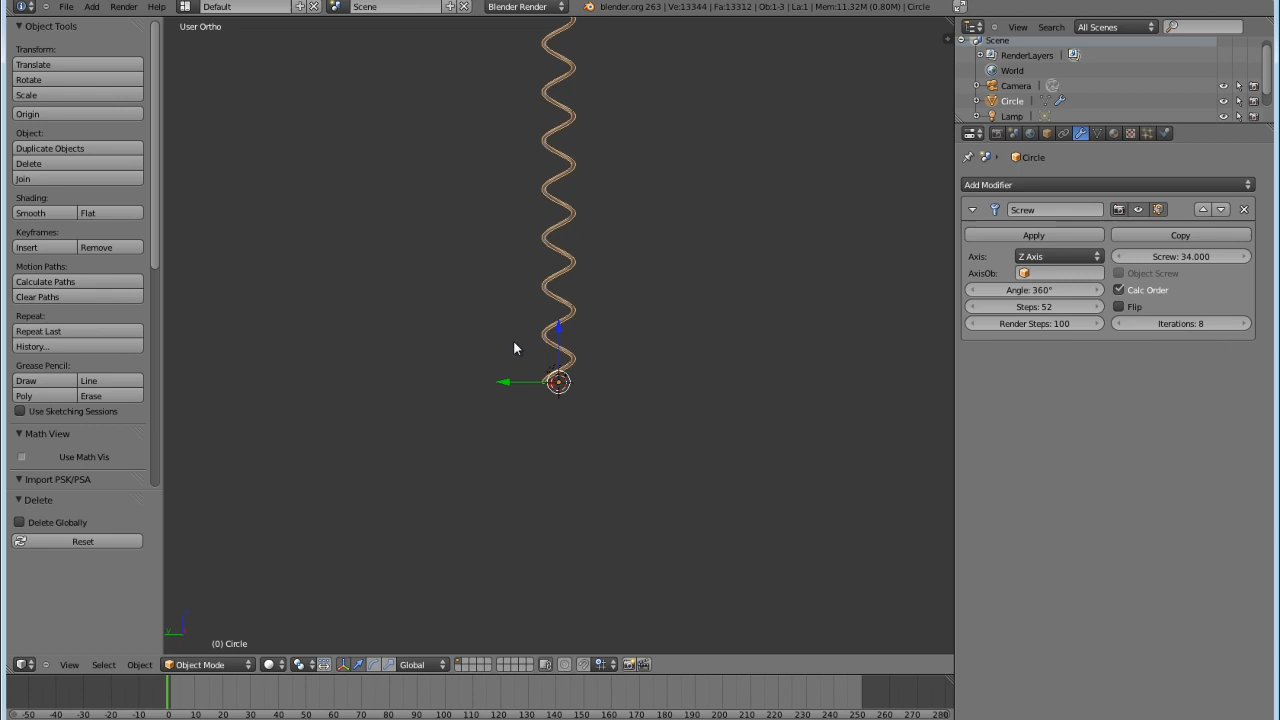 File Add Render Help Default Scene Blender Render blender.org 263 | Ve:13344 | Fa:13312 | Ob:1-3 | La:1 | Mem:11.32M (0.80M) | Circle
Object Tools
Transform:
Translate
Rotate
Scale
Origin
Object:
Duplicate Objects
Delete
Join
Shading:
Smooth Flat
Keyframes:
Insert Remove
Motion Paths:
Calculate Paths
Clear Paths
Repeat:
Repeat Last
History...
Grease Pencil:
Draw Line
Poly Erase
Use Sketching Sessions
Math View
Use Math Vis
Import PSK/PSA
Delete
Delete Globally
Reset
User Ortho
(0) Circle
View Select Object Object Mode Global
-50 -40 -30 -20 -10 0 10 20 30 40 50 60 70 80 90 100 110 120 130 140 150 160 170 180 190 200 210 220 230 240 250 260 270 280
View Search All Scenes
Scene
RenderLayers |
World
Camera |
Circle |
Lamp |
Circle
Add Modifier
Screw
Apply Copy
Axis: Z Axis Screw: 34.000
AxisOb: Object Screw
Angle: 360° Calc Order
Steps: 52 Flip
Render Steps: 100 Iterations: 8